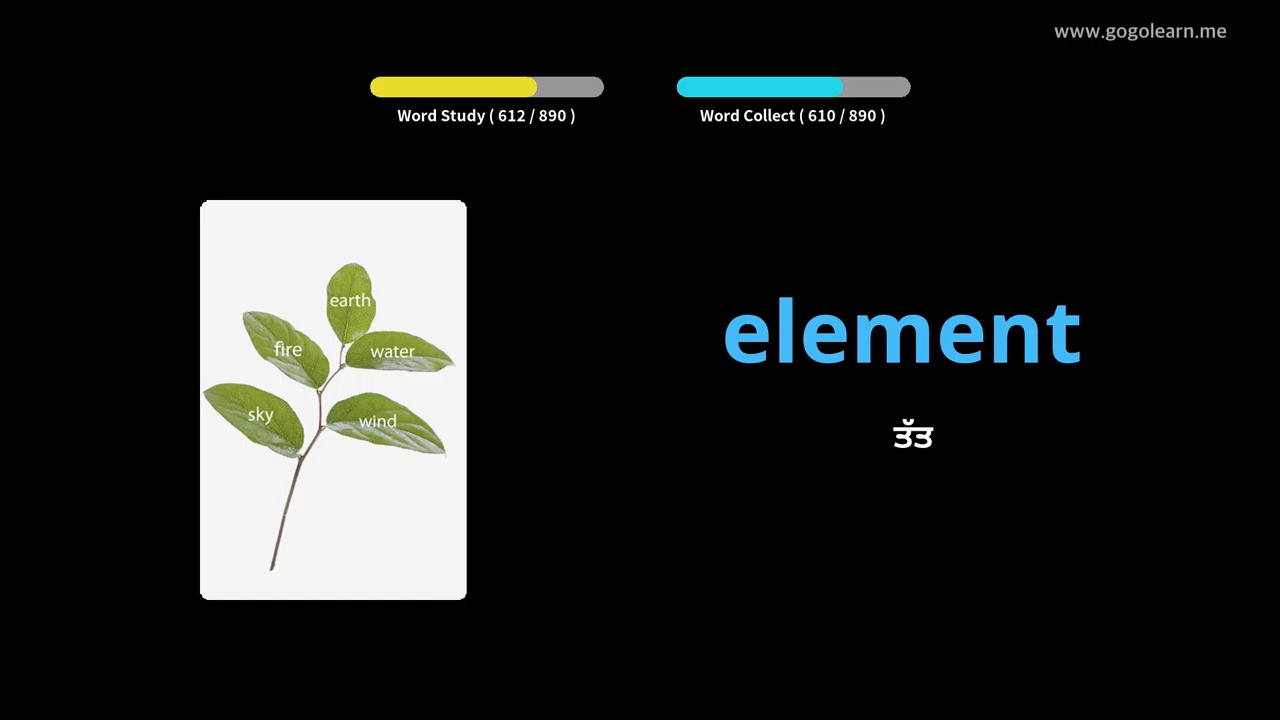 www.gogolearn.me
Word Study ( 612 / 890 )
Word Collect ( 610 / 890 )
earth
fire
water
sky
wind
element
ਤੱਤ